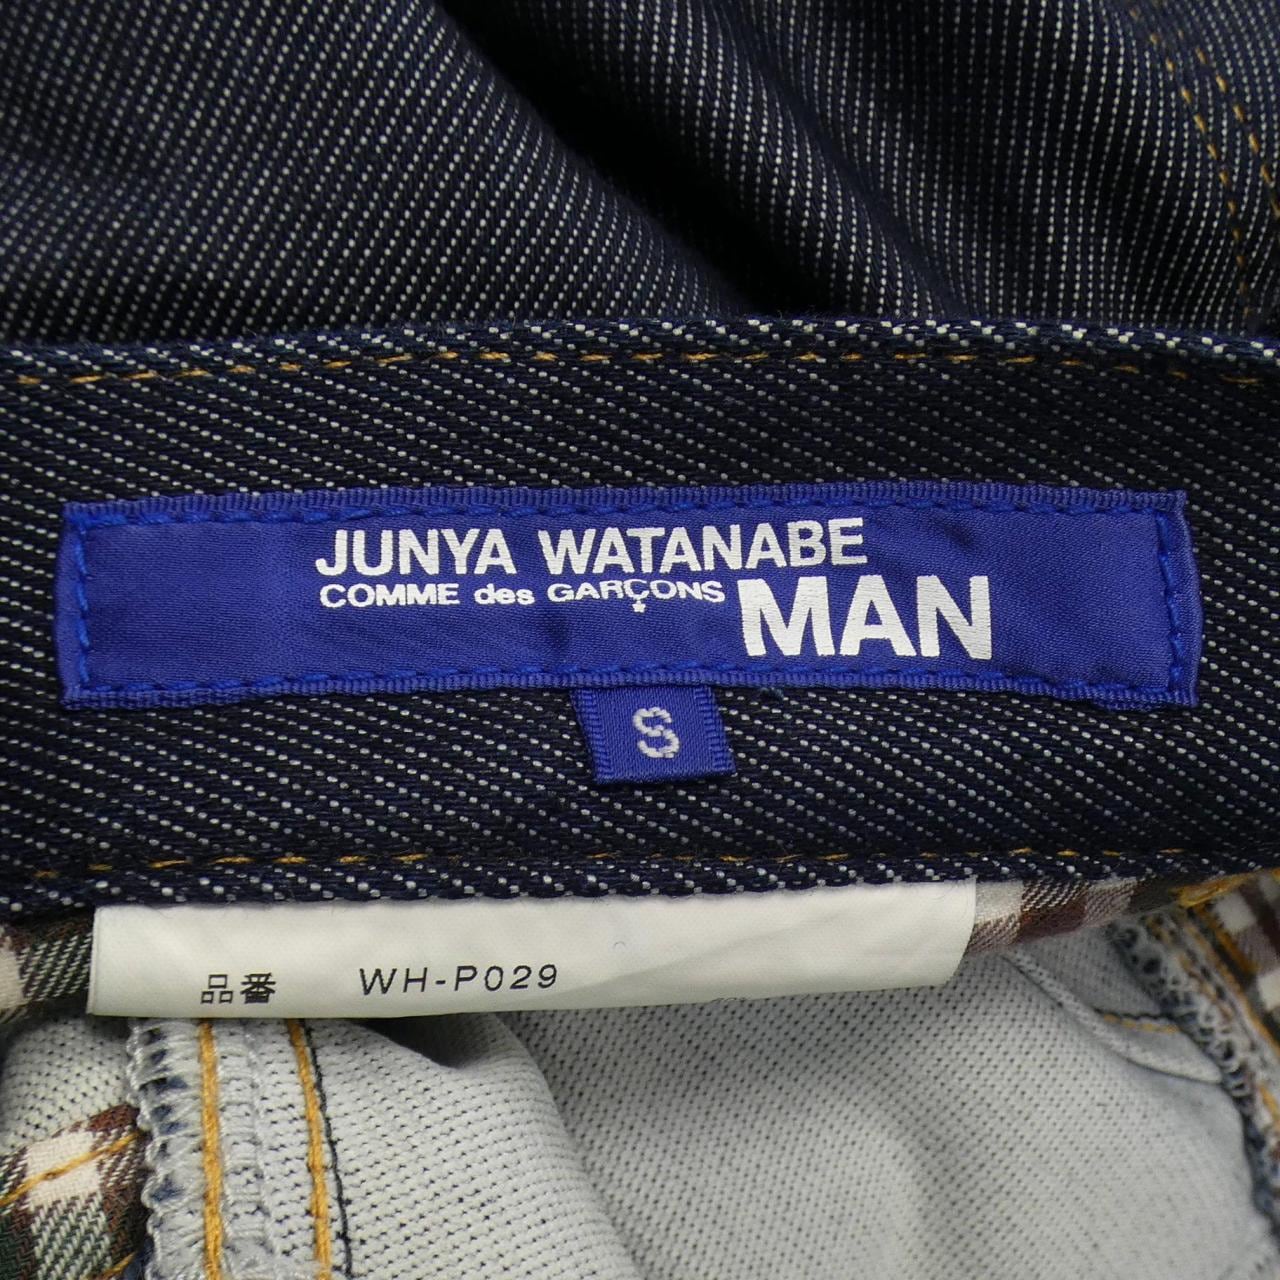 JUNYA WATANABE
COMME des GARÇONS MAN
S
品番 WH-P029